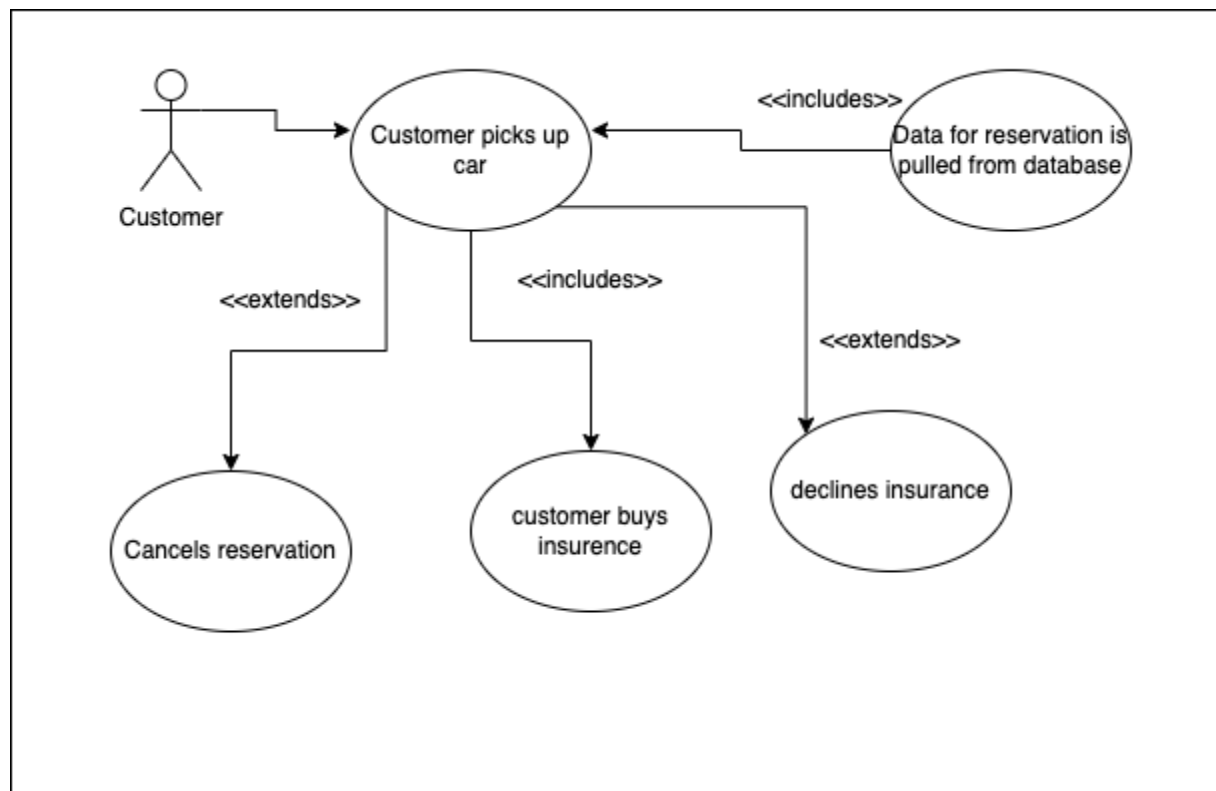 <<includes>>
Customer picks up
car
Data for reservation is
pulled from database
Customer
<<includes>>
<<extends>>
<<extends>>
Cancels reservation
customer buys
insurence
declines insurance